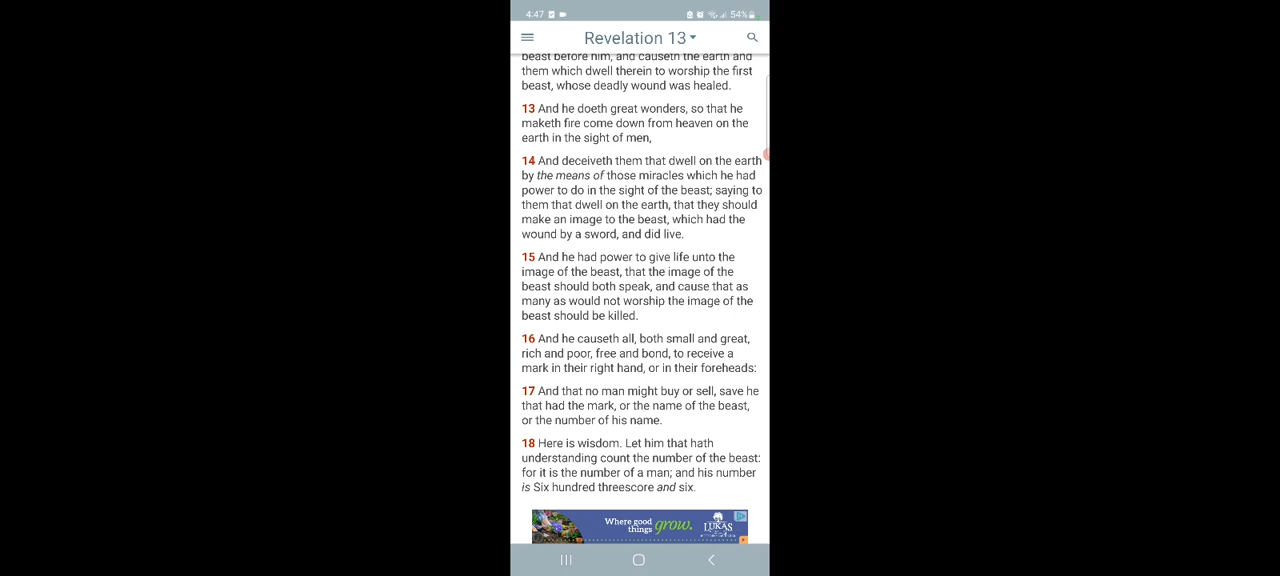 4:47
54%
Revelation 13
beast before him, and causeth the earth and
them which dwell therein to worship the first
beast, whose deadly wound was healed.
13 And he doeth great wonders, so that he
maketh fire come down from heaven on the
earth in the sight of men,
14 And deceiveth them that dwell on the earth
by the means of those miracles which he had
power to do in the sight of the beast; saying to
them that dwell on the earth, that they should
make an image to the beast, which had the
wound by a sword, and did live.
15 And he had power to give life unto the
image of the beast, that the image of the
beast should both speak, and cause that as
many as would not worship the image of the
beast should be killed.
16 And he causeth all, both small and great,
rich and poor, free and bond, to receive a
mark in their right hand, or in their foreheads:
17 And that no man might buy or sell, save he
that had the mark, or the name of the beast,
or the number of his name.
18 Here is wisdom. Let him that hath
understanding count the number of the beast:
for it is the number of a man; and his number
is Six hundred threescore and six.
Where good
things grow.
LUKAS